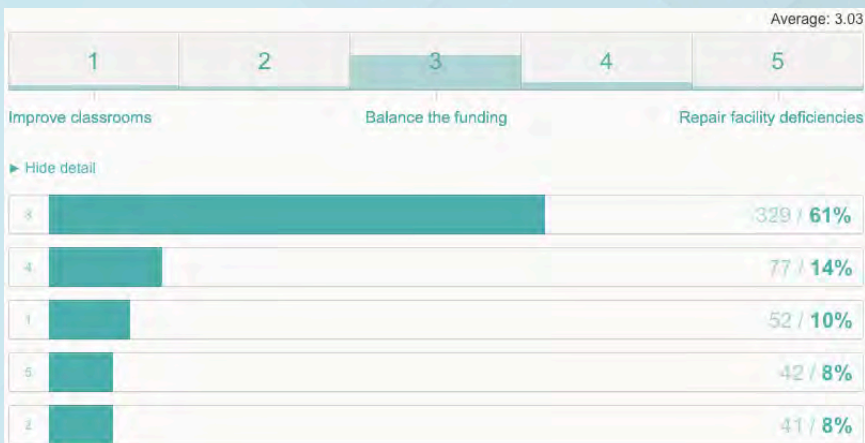 Average: 3.03
1 2 3 4 5
Improve classrooms Balance the funding Repair facility deficiencies
► Hide detail
3 329 / 61%
4 77 / 14%
1 52 / 10%
5 42 / 8%
2 41 / 8%